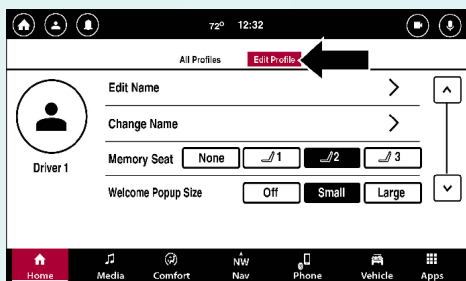 72° 12:32
All Profiles Edit Profile
Edit Name
Change Name
Driver 1
Memory Seat None 1 2 3
Welcome Popup Size Off Small Large
Home Media Comfort Nav Phone Vehicle Apps